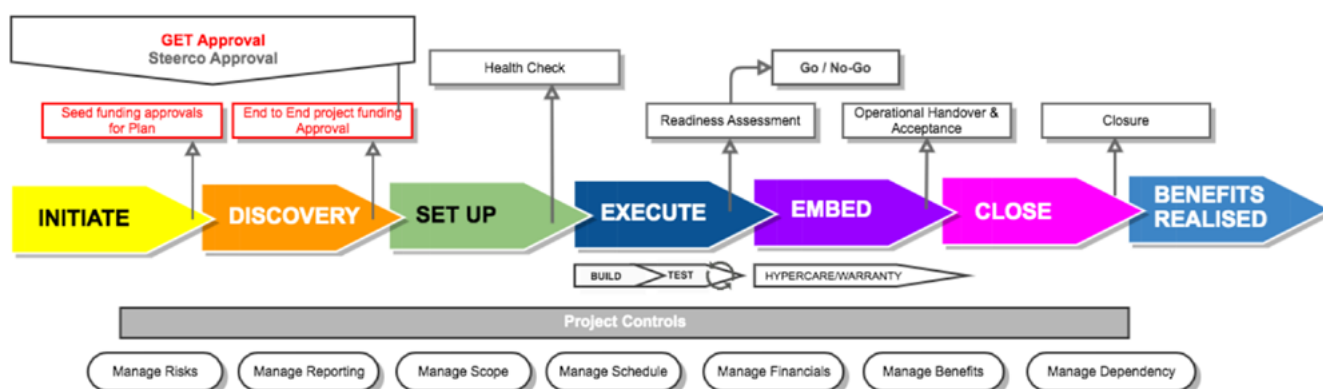 GET Approval
Steerco Approval
Health Check
Go / No-Go
Seed funding approvals
for Plan
End to End project funding
Approval
Readiness Assessment
Operational Handover &
Acceptance
Closure
INITIATE
DISCOVERY
SET UP
EXECUTE
EMBED
CLOSE
BENEFITS
REALISED
BUILD
TEST
HYPERCARE/WARRANTY
Project Controls
Manage Risks
Manage Reporting
Manage Scope
Manage Schedule
Manage Financials
Manage Benefits
Manage Dependency